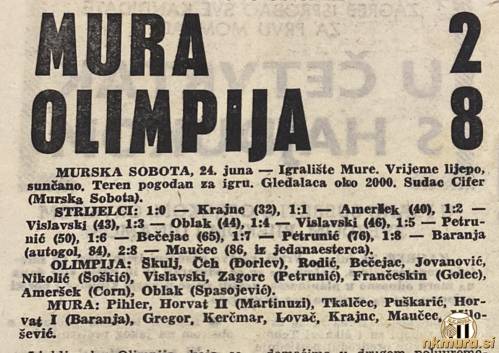 MURA 2
OLIMPIJA 8
MURSKA SOBOTA, 24. juna — Igralište Mure. Vrijeme lijepo,
sunčano. Teren pogodan za igru. Gledalaca oko 2000. Sudac Cifer
(Murska Sobota).
STRIJELCI: 1:0 — Krajnc (32), 1:1 — Ameršek (40), 1:2 —
Vislavski (43), 1:3 — Oblak (44), 1:4 — Vislavski (46), 1:5 — Petru-
nić (50), 1:6 — Bečejac (65), 1:7 — Petrunić (76), 1:8 — Baranja
(autogol, 84), 2:8 — Maučec (86, iz jedanaesterca).
OLIMPIJA: Škulj, Čeh (Dorlev), Rodić, Bečejac, Jovanović,
Nikolić (Šoškić), Vislavski, Zagore (Petrunić), Frančeskin (Golec),
Ameršek (Corn), Oblak (Spasojević).
MURA: Pihler, Horvat II (Martinuzi), Tkalčec, Puškarić, Hor-
vat I (Baranja), Gregor, Kerčmar, Lovač, Krajnc, Maučec, Milo-
šević.
nkmura.si